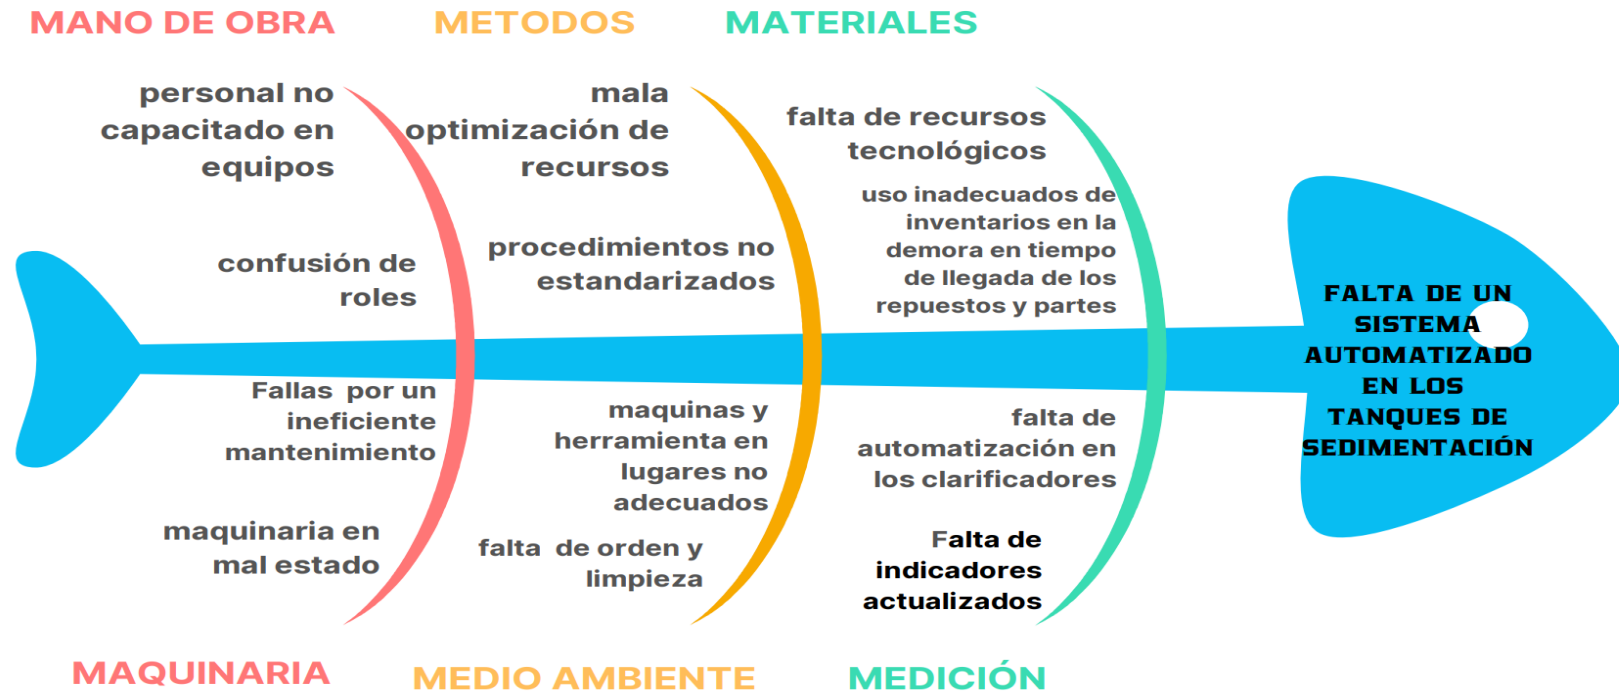 MANO DE OBRA
METODOS
MATERIALES
personal no
capacitado en
equipos
confusión de
roles
mala
optimización de
recursos
procedimientos no
estandarizados
falta de recursos
tecnológicos
uso inadecuados de
inventarios en la
demora en tiempo
de llegada de los
repuestos y partes
FALTA DE UN
SISTEMA
AUTOMATIZADO
EN LOS
TANQUES DE
SEDIMENTACIÓN
Fallas por un
ineficiente
mantenimiento
maquinaria en
mal estado
maquinas y
herramienta en
lugares no
adecuados
falta de orden y
limpieza
falta de
automatización en
los clarificadores
Falta de
indicadores
actualizados
MAQUINARIA
MEDIO AMBIENTE
MEDICIÓN